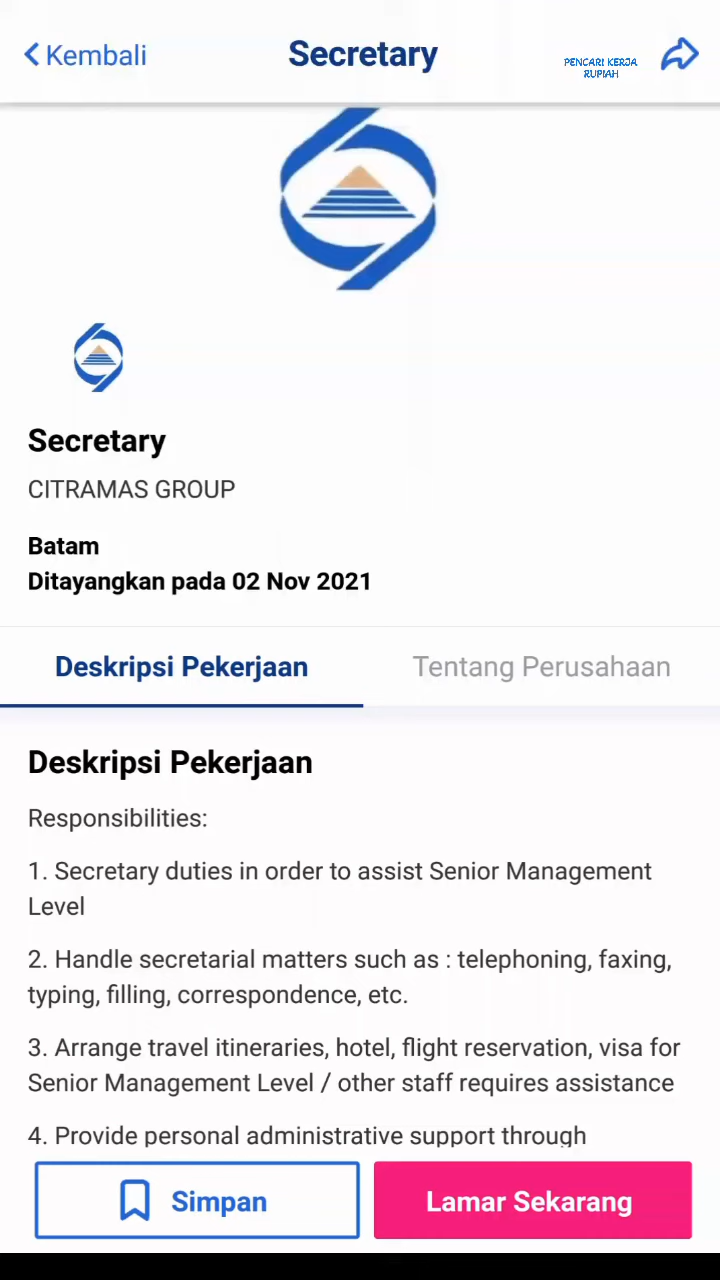 Kembali
Secretary
PENCARI KERJA
RUPIAH
Secretary
CITRAMAS GROUP
Batam
Ditayangkan pada 02 Nov 2021
Deskripsi Pekerjaan
Tentang Perusahaan
Deskripsi Pekerjaan
Responsibilities:
1. Secretary duties in order to assist Senior Management
Level
2. Handle secretarial matters such as : telephoning, faxing,
typing, filling, correspondence, etc.
3. Arrange travel itineraries, hotel, flight reservation, visa for
Senior Management Level / other staff requires assistance
4. Provide personal administrative support through
Simpan
Lamar Sekarang